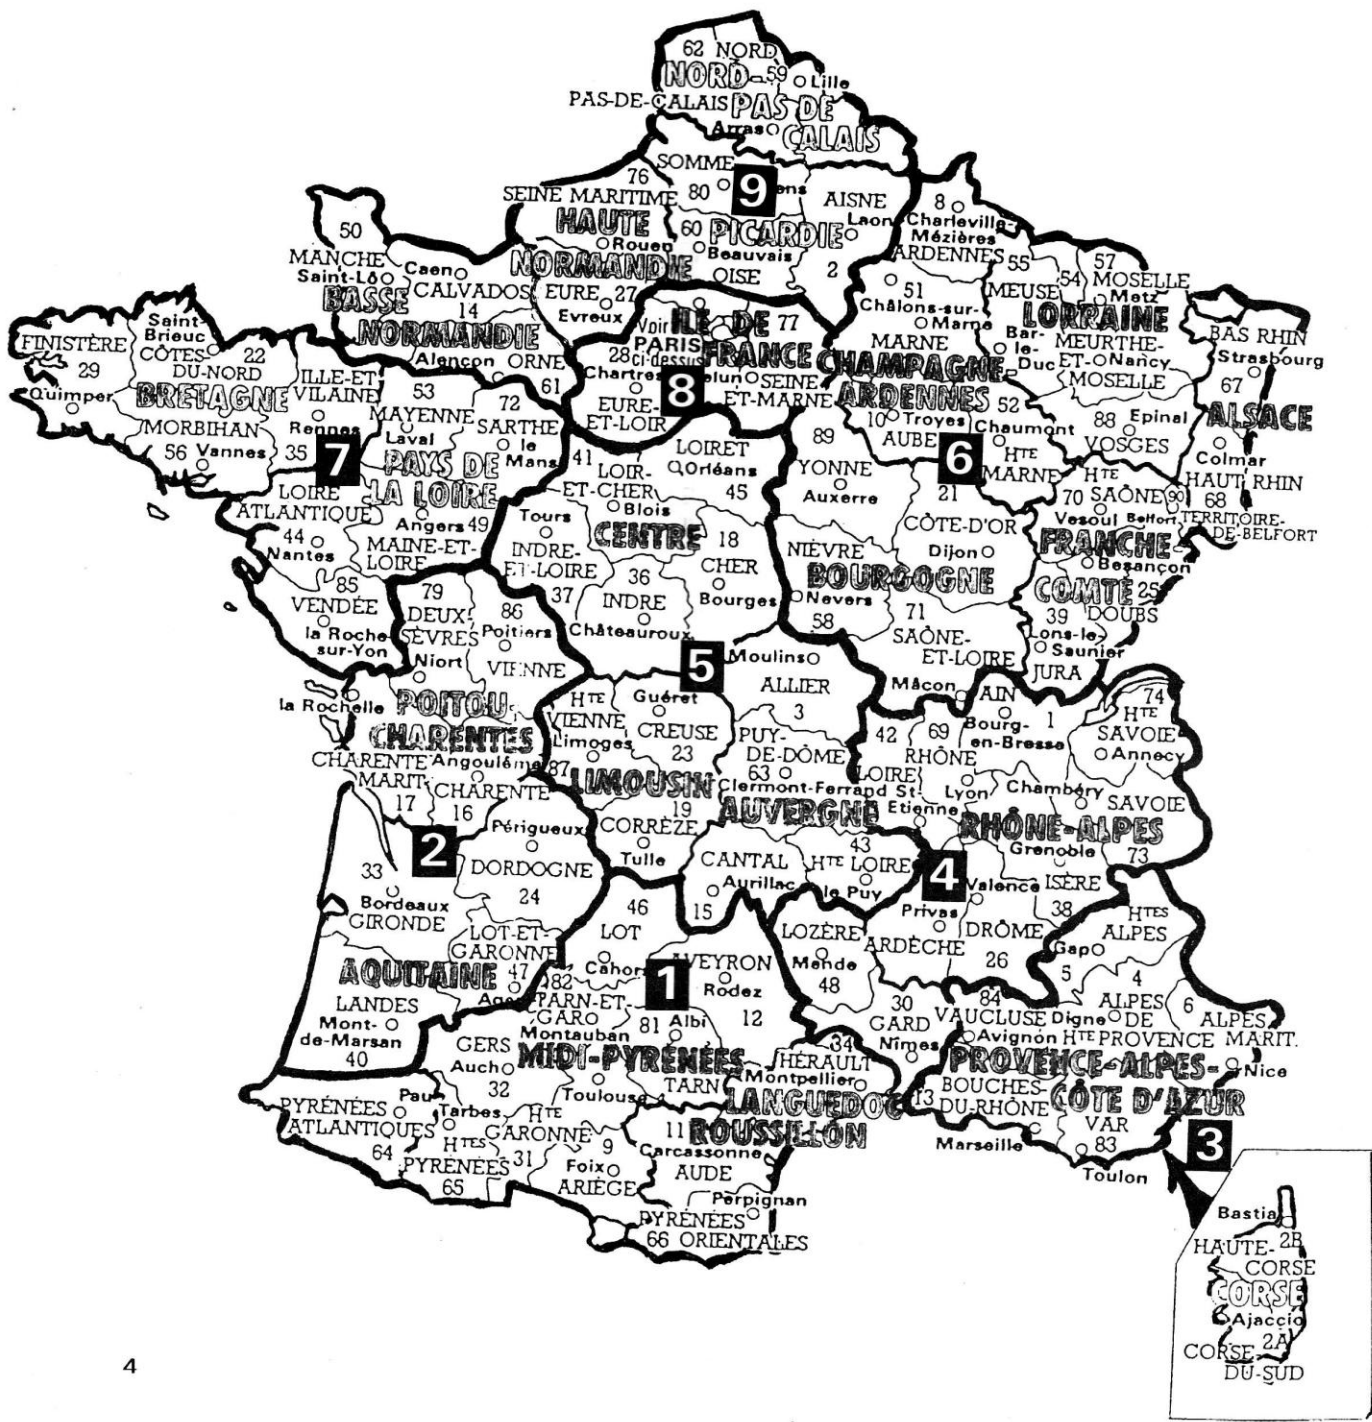 62 NORD
NORD-
59
Lille
PAS-DE-CALAIS
PAS DE
CALAIS
Arras
SOMME
76
80
9
ens
AISNE
SEINE MARITIME
HAUTE
Rouen
60
PICARDIE
Laon
Beauvais
NORMANDIE
OISE
2
8
Charleville-
Mézières
ARDENNES
50
MANCHE
Saint-Lô
Caen
BASSE
CALVADOS
14
NORMANDIE
EURE
27
Evreux
Alençon
ORNE
61
51
Châlons-sur-
Marne
MARNE
55
MEUSE
54
57
MOSELLE
Metz
LORRAINE
Bar-
le-
Duc
MEURTHE-
ET-
Nancy
MOSELLE
BAS RHIN
Strasbourg
67
ALSACE
Colmar
HAUT RHIN
68
TERRITOIRE-
DE-BELFORT
Voir
PARIS
ci-dessus
ILE DE
FRANCE
77
28
Chartres
8
lun
SEINE
ET-MARNE
EURE-
ET-LOIR
CHAMPAGNE
ARDENNES
10
Troyes
AUBE
52
Chaumont
6
HTE
MARNE
88
Epinal
VOSGES
FINISTÈRE
29
Quimper
Saint-
Brieuc
22
CÔTES
DU-NORD
BRETAGNE
MORBIHAN
56
Vannes
ILLE-ET
VILAINE
Rennes
35
7
53
MAYENNE
Laval
72
SARTHE
le
Mans
PAYS DE
LA LOIRE
LOIRE
ATLANTIQUE
44
Nantes
Angers
49
MAINE-ET-
LOIRE
85
VENDÉE
la Roche-
sur-Yon
LOIRET
Orléans
45
41
LOIR-
ET-CHER
Blois
Tours
INDRE-
ET-LOIRE
37
CENTRE
18
CHER
Bourges
36
INDRE
Châteauroux
89
YONNE
Auxerre
21
CÔTE-D'OR
Dijon
NIÈVRE
BOURGOGNE
Nevers
58
71
SAÔNE-
ET-LOIRE
Mâcon
HTE
70 SAÔNE
90
Vesoul
Belfort
FRANCHE
Besançon
COMTÉ
25
39
DOUBS
Lons-le-
Saunier
JURA
79
DEUX-
SÈVRES
Niort
86
Poitiers
VIENNE
la Rochelle
POITOU
CHARENTES
CHARENTE
MARIT.
17
Angoulême
CHARENTE
16
5
Moulins
ALLIER
3
HTE
VIENNE
Limoges
87
Guéret
CREUSE
23
LIMOUSIN
19
CORRÈZE
Tulle
PUY-
DE-DÔME
63
Clermont-Ferrand
AUVERGNE
CANTAL
Aurillac
15
43
HTE LOIRE
le Puy
42
LOIRE
St-
Etienne
69
RHÔNE
Lyon
AIN
Bourg-
en-Bresse
1
74
HTE
SAVOIE
Annecy
Chambéry
SAVOIE
73
RHÔNE-ALPES
Grenoble
ISÈRE
38
4
Valence
Privas
ARDÈCHE
DRÔME
26
2
Périgueux
DORDOGNE
24
33
Bordeaux
GIRONDE
LOT-ET-
GARONNE
47
Agen
AQUITAINE
LANDES
Mont-
de-Marsan
40
Pau
PYRÉNÉES
ATLANTIQUES
64
46
LOT
Cahors
1
AVEYRON
Rodez
12
82
TARN-ET-
GARO
Montauban
81
Albi
TARN
MIDI-PYRÉNÉES
GERS
Auch
32
Toulouse
Tarbes
HTES
PYRÉNÉES
65
HTE
GARONNE
31
9
Foix
ARIÈGE
LOZÈRE
Mende
48
30
GARD
Nîmes
34
HÉRAULT
Montpellier
LANGUEDOC
ROUSSILLON
11
Carcassonne
AUDE
Perpignan
PYRÉNÉES
66 ORIENTALES
HTES
ALPES
Gap
5
84
VAUCLUSE
Avignon
4
ALPES
DE
HTE PROVENCE
Digne
6
ALPES
MARIT.
Nice
PROVENCE-ALPES-
CÔTE D'AZUR
13
BOUCHES-
DU-RHÔNE
Marseille
VAR
83
Toulon
3
Bastia
2B
HAUTE-
CORSE
CORSE
Ajaccio
2A
CORSE-
DU-SUD
4